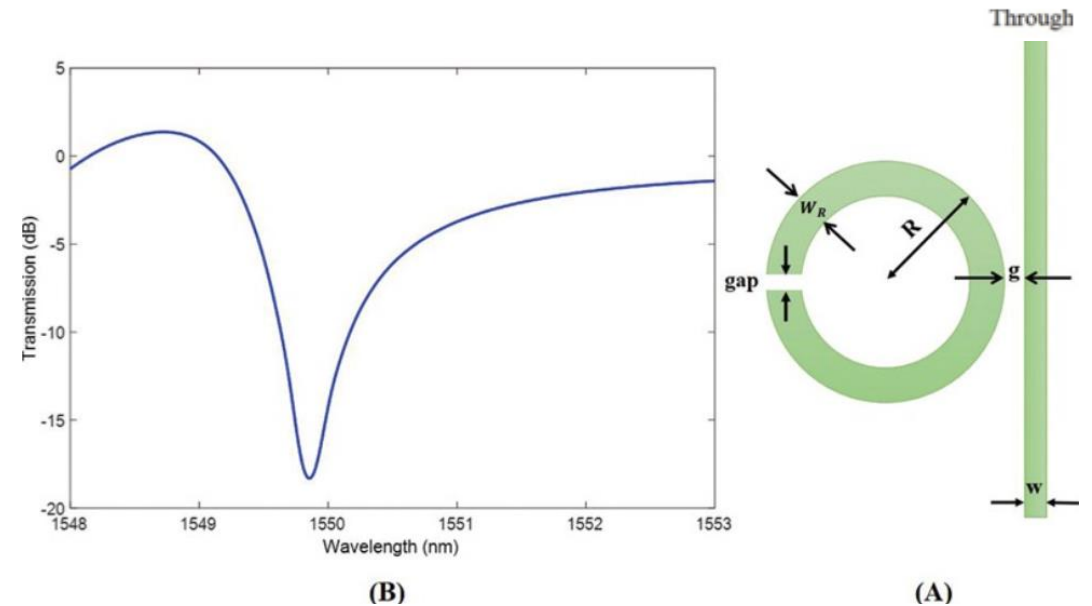 Through
5
0
-5
-10
-15
-20
1548
1549
1550
1551
1552
1553
Transmission (dB)
Wavelength (nm)
(B)
W_R
R
gap
g
w
(A)